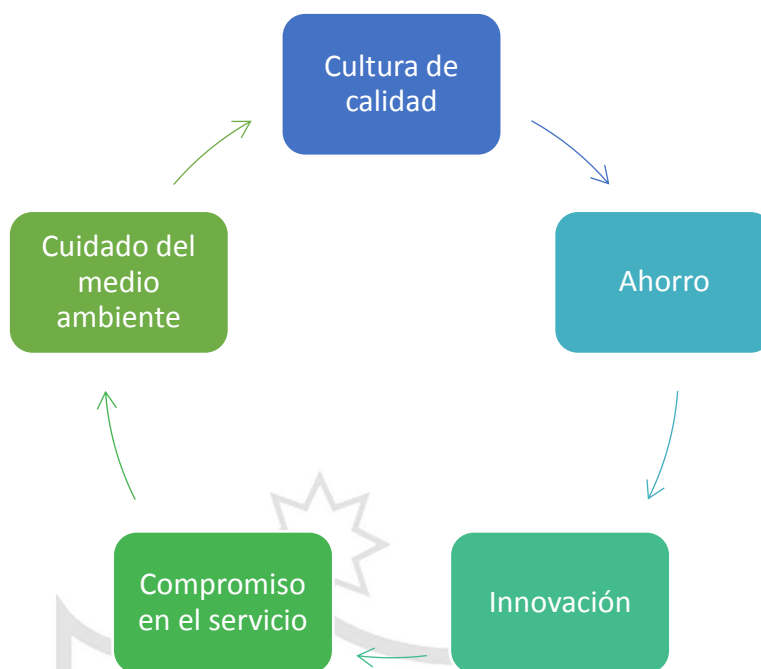 Cultura de
calidad
Ahorro
Innovación
Compromiso
en el servicio
Cuidado del
medio
ambiente